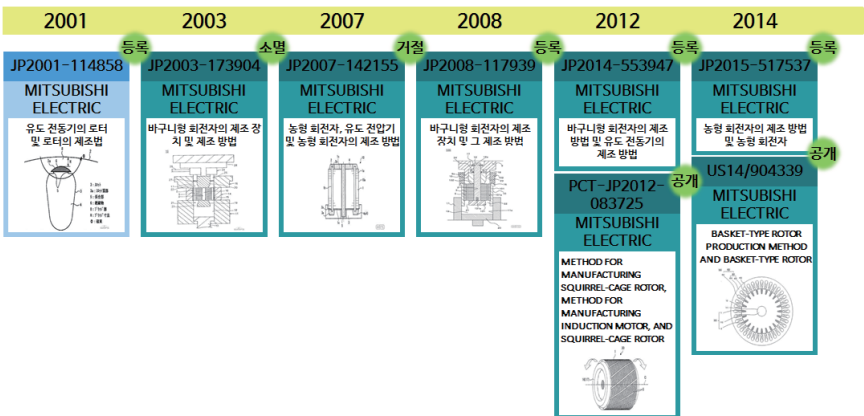 2001
2003
2007
2008
2012
2014
등록
JP2001-114858
MITSUBISHI
ELECTRIC
유도 전동기의 로터
및 로터의 제조법
소멸
JP2003-173904
MITSUBISHI
ELECTRIC
바구니형 회전자의 제조 장
치 및 제조 방법
거절
JP2007-142155
MITSUBISHI
ELECTRIC
농형 회전자, 유도 전압기
및 농형 회전자의 제조 방법
등록
JP2008-117939
MITSUBISHI
ELECTRIC
바구니형 회전자의 제조
장치 및 그 제조 방법
등록
JP2014-553947
MITSUBISHI
ELECTRIC
바구니형 회전자의 제조
방법 및 유도 전동기의
제조 방법
공개
PCT-JP2012-
083725
MITSUBISHI
ELECTRIC
METHOD FOR
MANUFACTURING
SQUIRREL-CAGE ROTOR,
METHOD FOR
MANUFACTURING
INDUCTION MOTOR, AND
SQUIRREL-CAGE ROTOR
등록
JP2015-517537
MITSUBISHI
ELECTRIC
농형 회전자의 제조 방법
및 농형 회전자
공개
US14/904339
MITSUBISHI
ELECTRIC
BASKET-TYPE ROTOR
PRODUCTION METHOD
AND BASKET-TYPE ROTOR